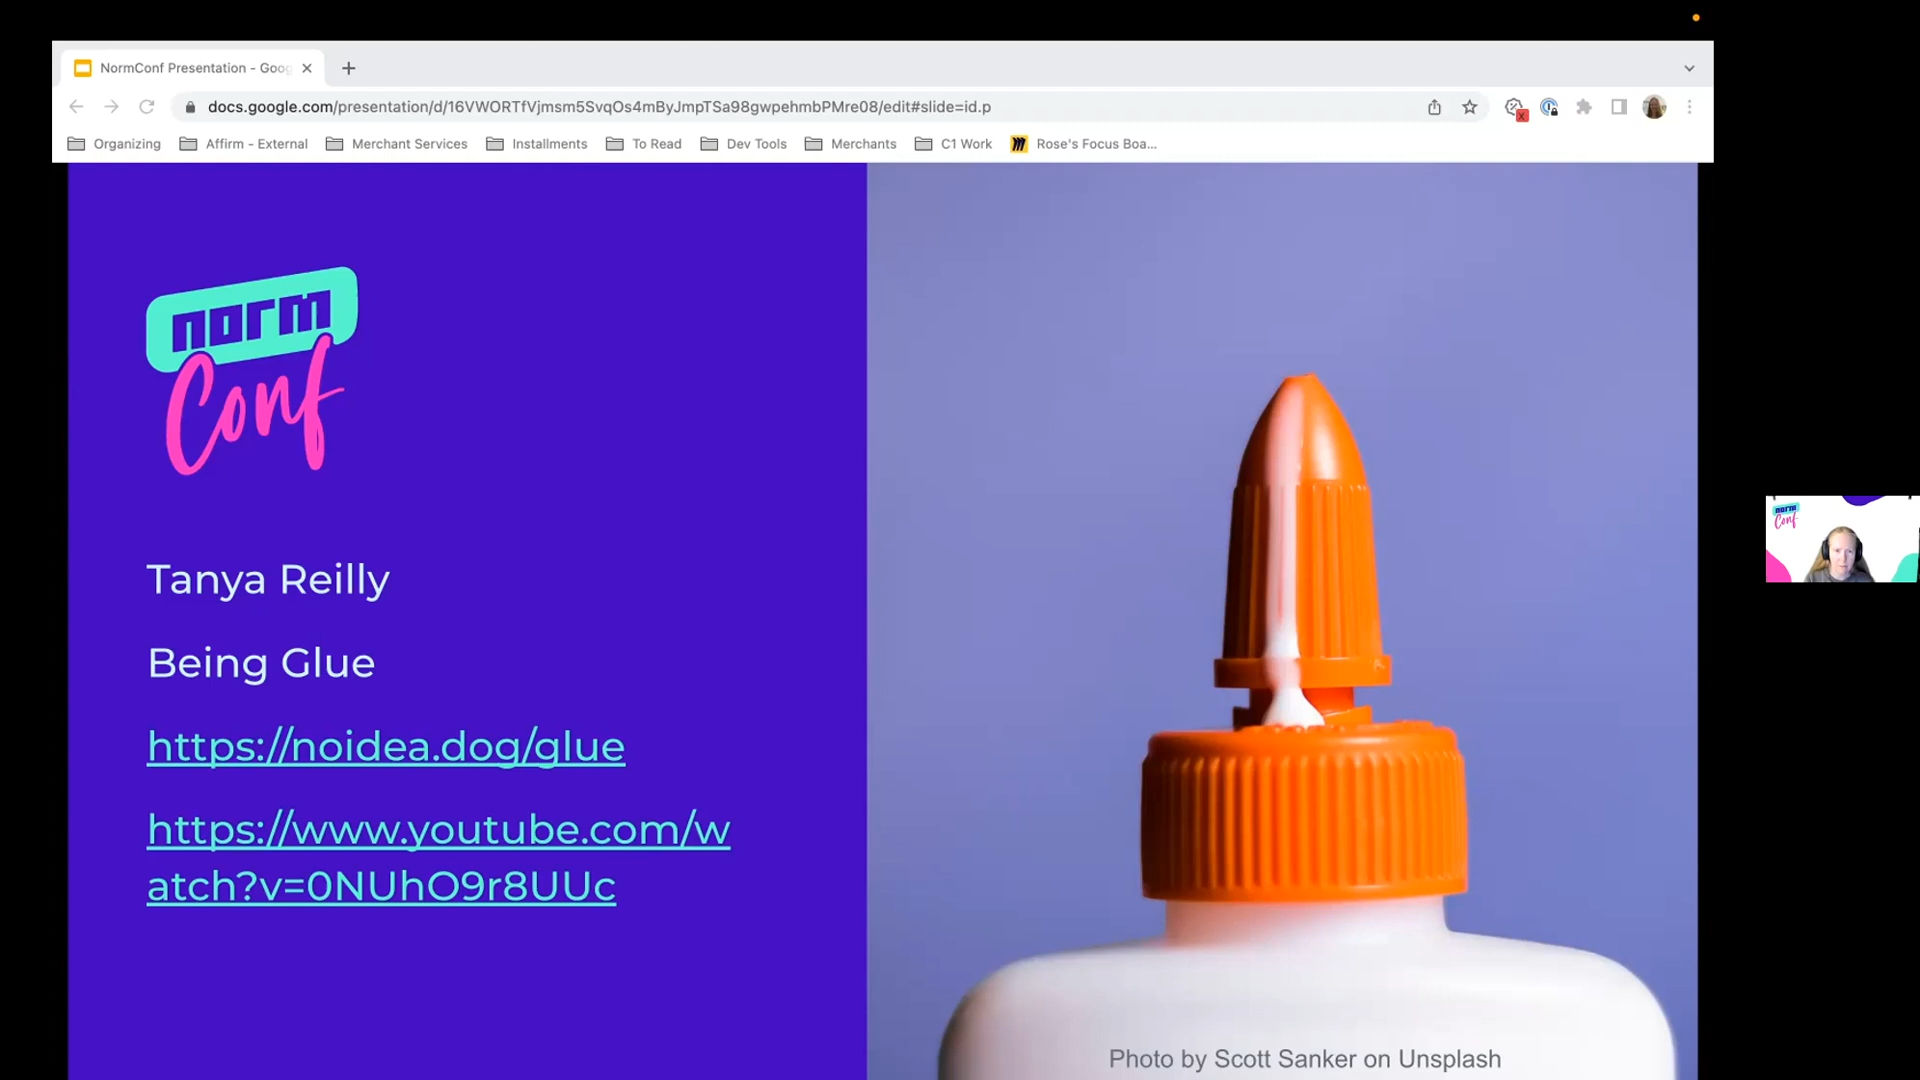 NormConf Presentation - Goog
docs.google.com/presentation/d/16VWORTfVjmsm5SvqOs4mByJmpTSa98gwpehmbPMre08/edit#slide=id.p
Organizing Affirm - External Merchant Services Installments To Read Dev Tools Merchants C1 Work Rose's Focus Boa...
norm
Conf
Tanya Reilly
Being Glue
https://noidea.dog/glue
https://www.youtube.com/w
atch?v=0NUhO9r8UUc
Photo by Scott Sanker on Unsplash
norm
Conf